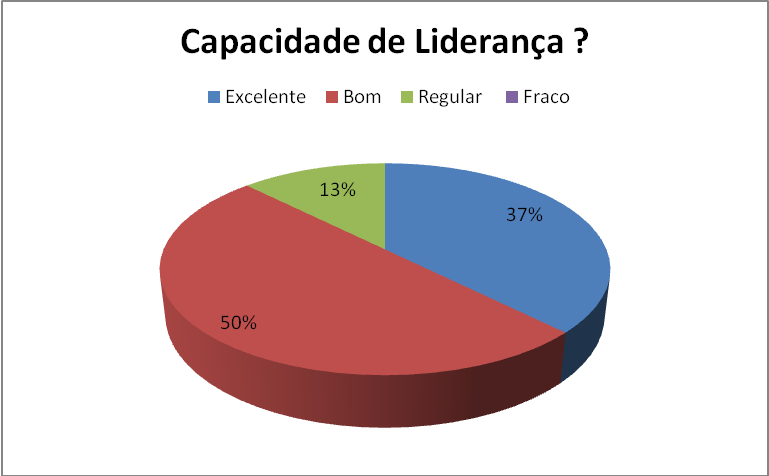 Capacidade de Liderança ?
Excelente Bom Regular Fraco
13%
37%
50%